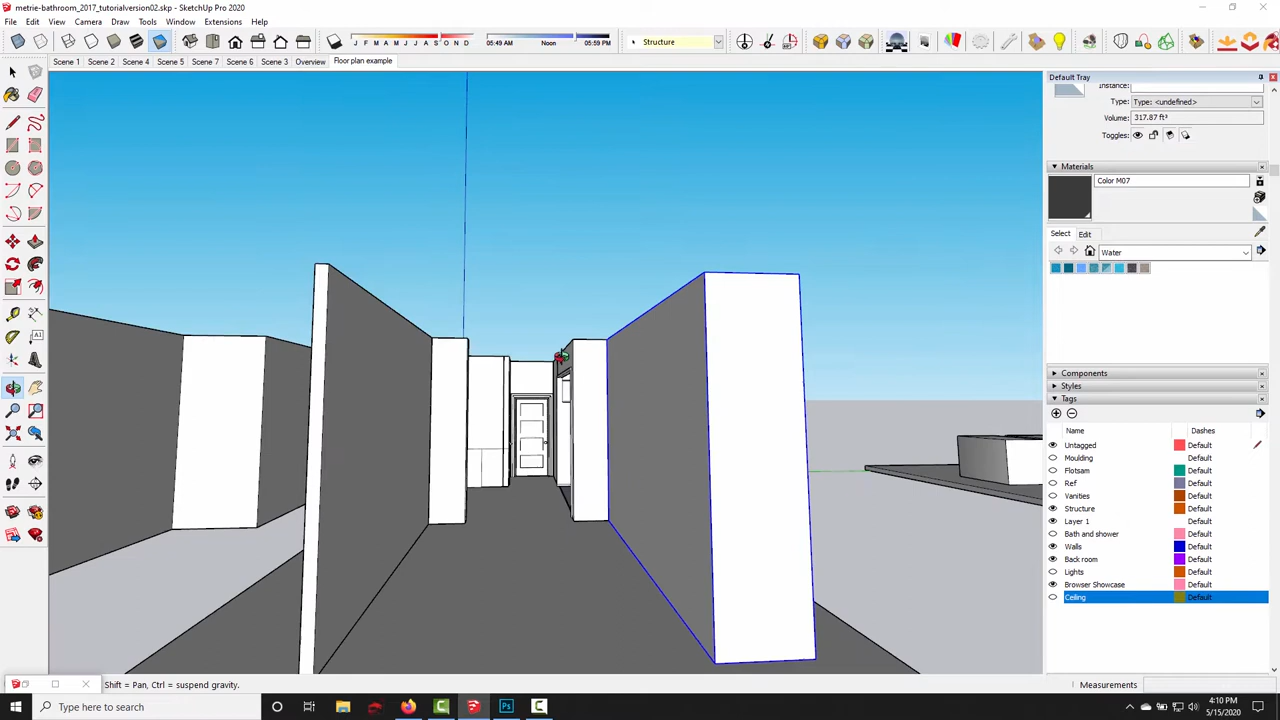 metrie-bathroom_2017_tutorialversion02.skp - SketchUp Pro 2020
File Edit View Camera Draw Tools Window Extensions Help
J F M A M J J A S O N D 05:49 AM Noon 05:59 PM Structure
Scene 1 Scene 2 Scene 4 Scene 5 Scene 7 Scene 6 Scene 3 Overview Floor plan example
Default Tray
Instance:
Type: Type: <undefined>
Volume: 317.87 ft³
Toggles:
Materials
Color M07
Select Edit
Water
Components
Styles
Tags
Name Dashes
Untagged Default
Moulding Default
Flotsam Default
Ref Default
Vanities Default
Structure Default
Layer 1 Default
Bath and shower Default
Walls Default
Back room Default
Lights Default
Browser Showcase Default
Ceiling Default
Shift = Pan, Ctrl = suspend gravity.
Measurements
Type here to search
4:10 PM
5/15/2020